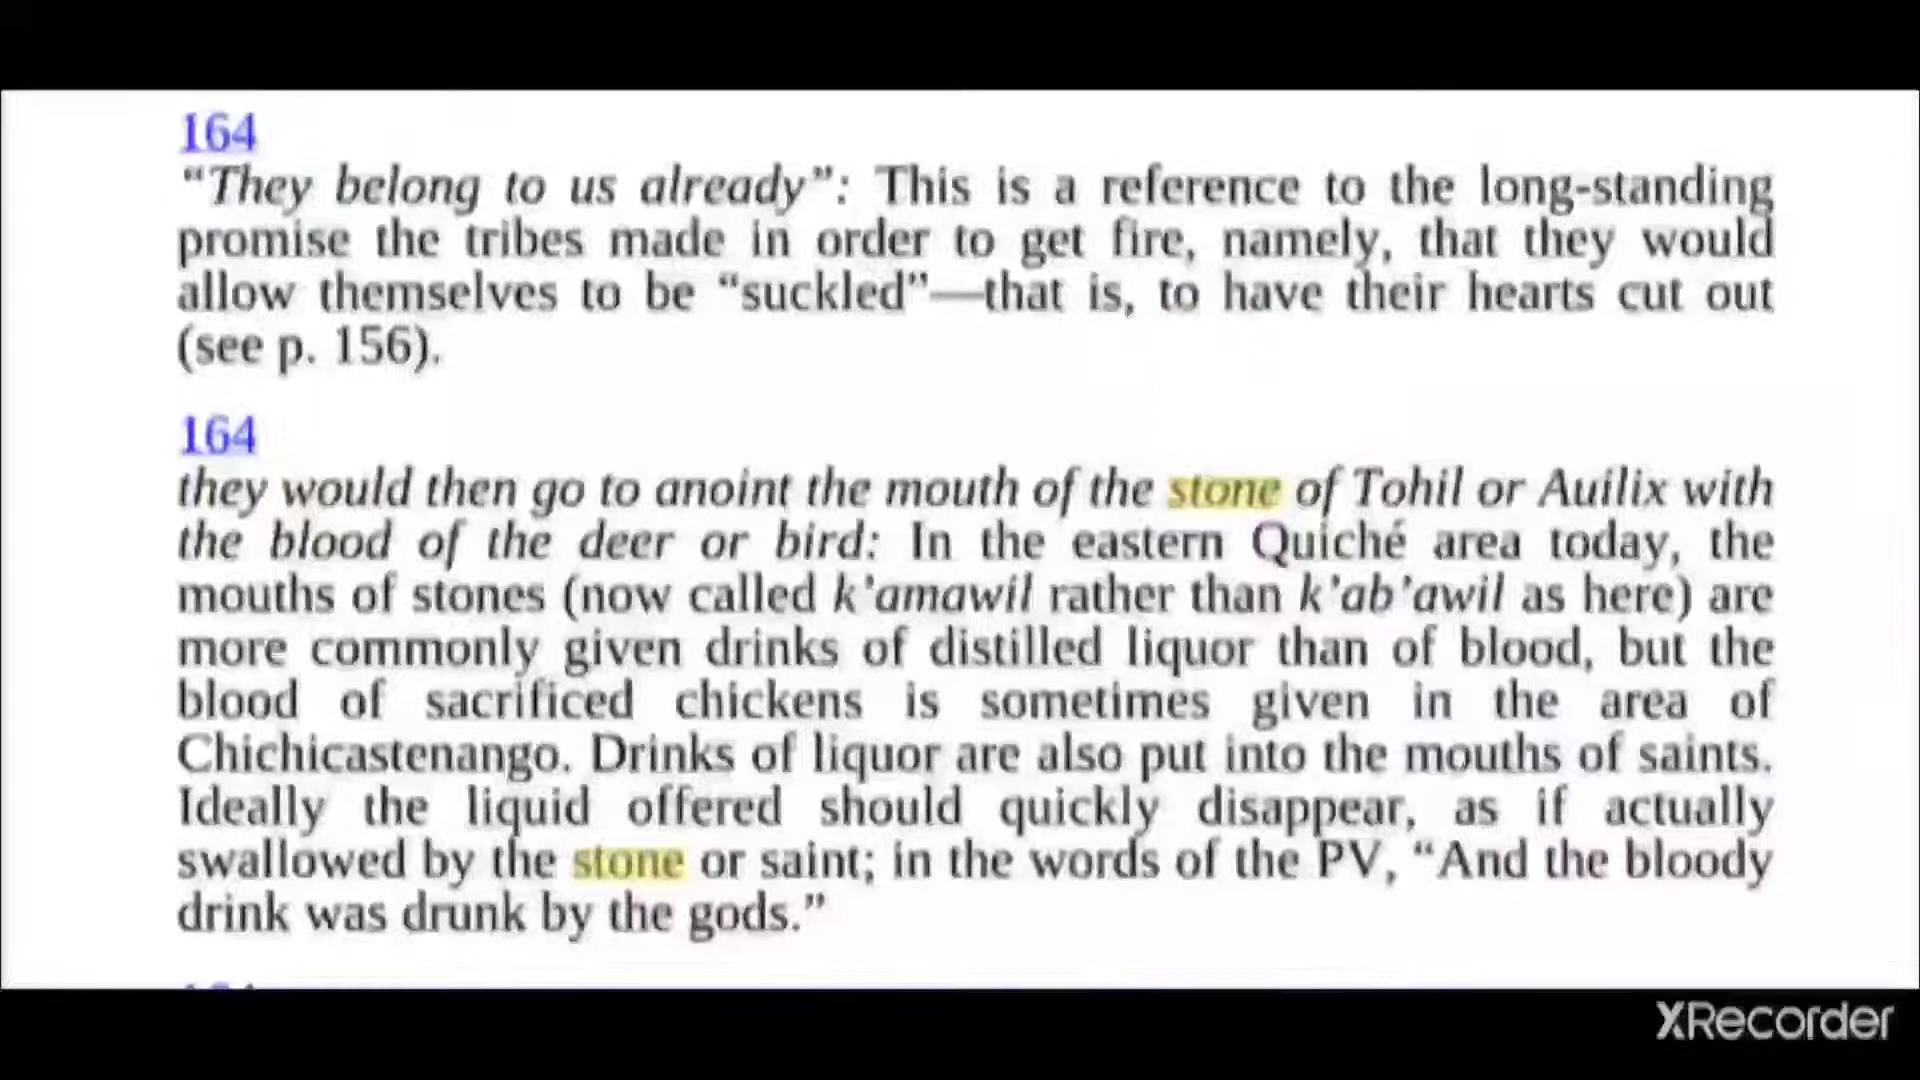 164
“They belong to us already”: This is a reference to the long-standing
promise the tribes made in order to get fire, namely, that they would
allow themselves to be “suckled”—that is, to have their hearts cut out
(see p. 156).
164
they would then go to anoint the mouth of the stone of Tohil or Auilix with
the blood of the deer or bird: In the eastern Quiché area today, the
mouths of stones (now called k’amawil rather than k’ab’awil as here) are
more commonly given drinks of distilled liquor than of blood, but the
blood of sacrificed chickens is sometimes given in the area of
Chichicastenango. Drinks of liquor are also put into the mouths of saints.
Ideally the liquid offered should quickly disappear, as if actually
swallowed by the stone or saint; in the words of the PV, “And the bloody
drink was drunk by the gods.”
XRecorder